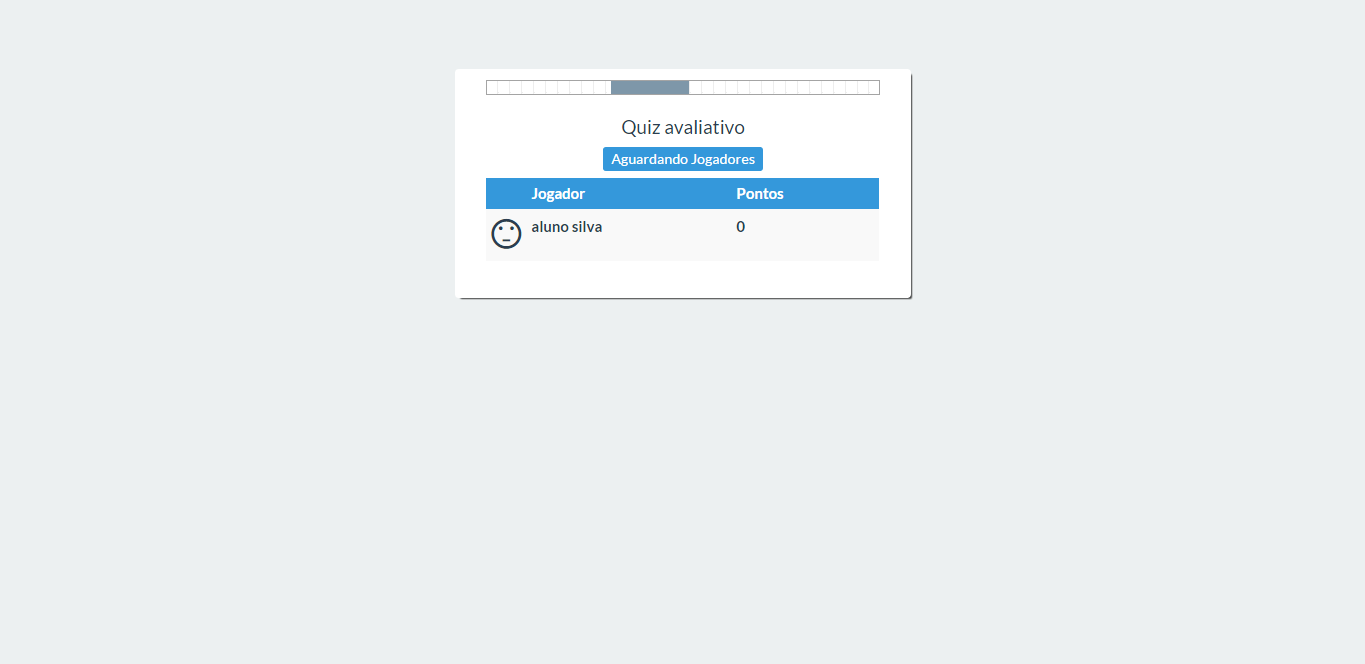 Quiz avaliativo
Aguardando Jogadores
Jogador Pontos
aluno silva 0